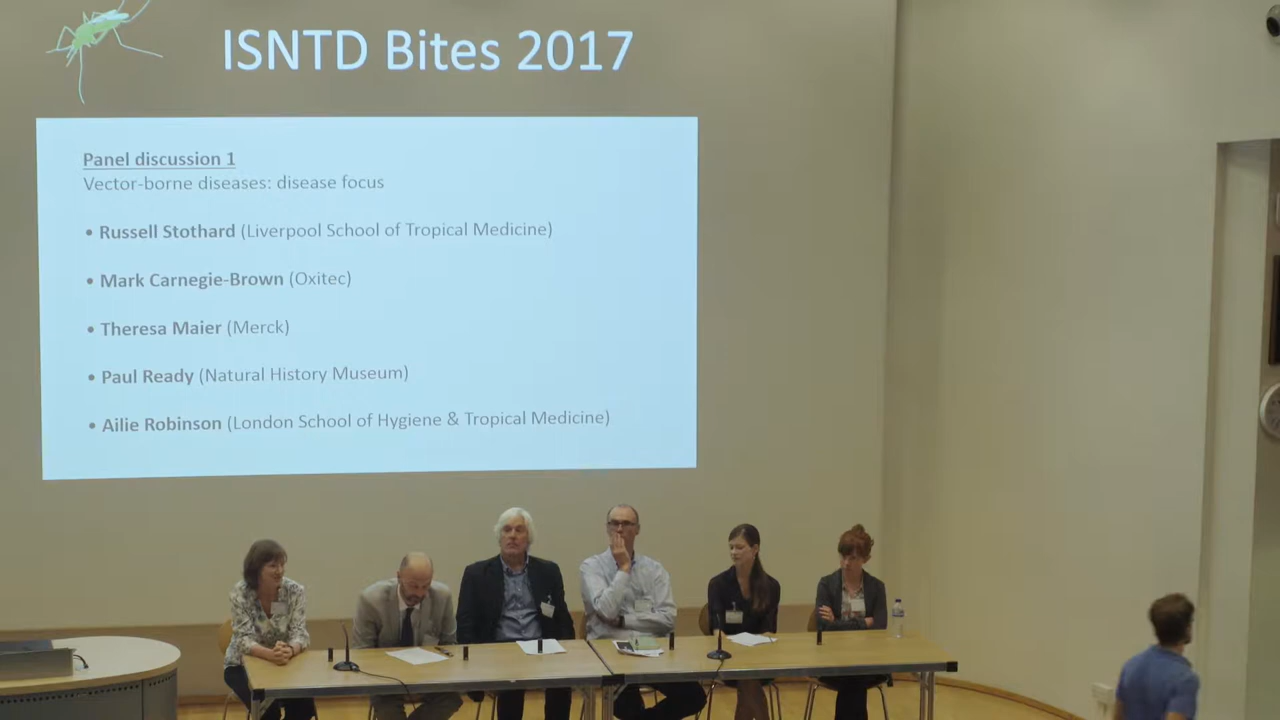 ISNTD Bites 2017
Panel discussion 1
Vector-borne diseases: disease focus
• Russell Stothard (Liverpool School of Tropical Medicine)
• Mark Carnegie-Brown (Oxitec)
• Theresa Maier (Merck)
• Paul Ready (Natural History Museum)
• Ailie Robinson (London School of Hygiene & Tropical Medicine)